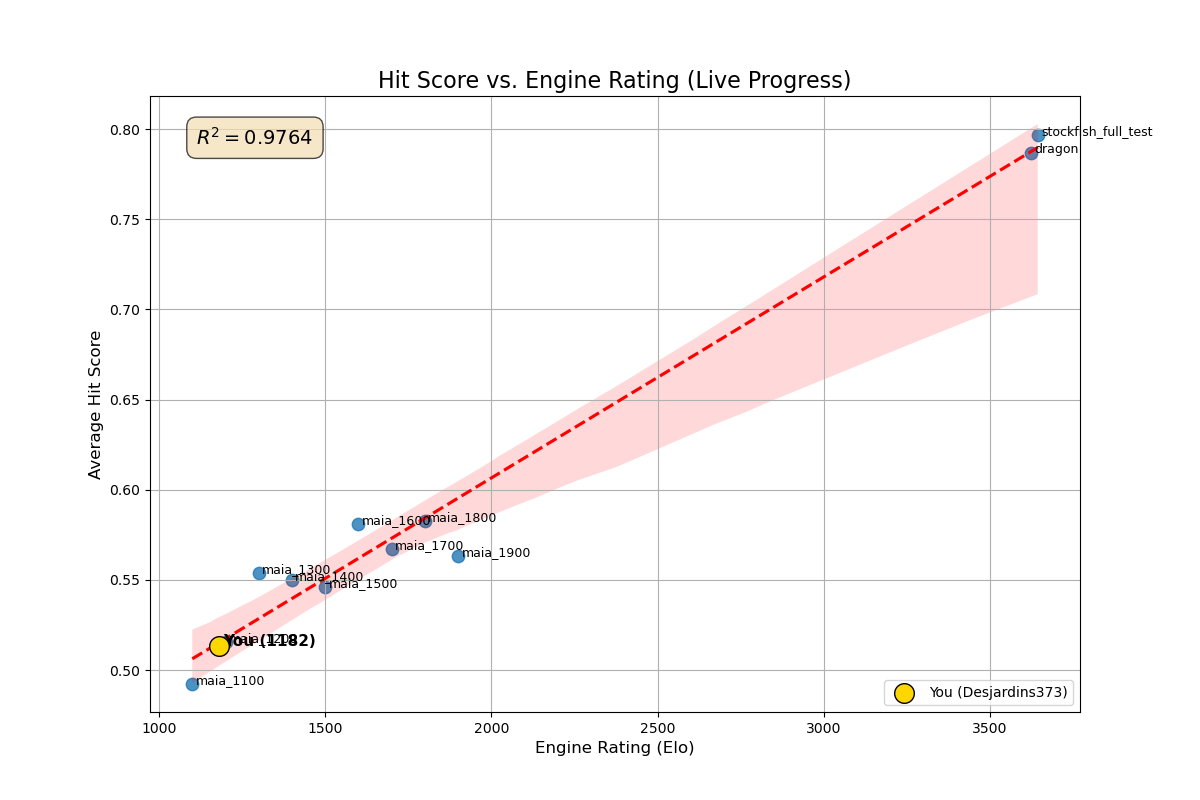 Hit Score vs. Engine Rating (Live Progress)
R² = 0.9764
Average Hit Score
0.80
0.75
0.70
0.65
0.60
0.55
0.50
stockfish_full_test
dragon
maia_1600
maia_1800
maia_1700
maia_1900
maia_1300
maia_1400
maia_1500
maia_1200
You (1182)
maia_1100
You (Desjardins373)
1000
1500
2000
2500
3000
3500
Engine Rating (Elo)